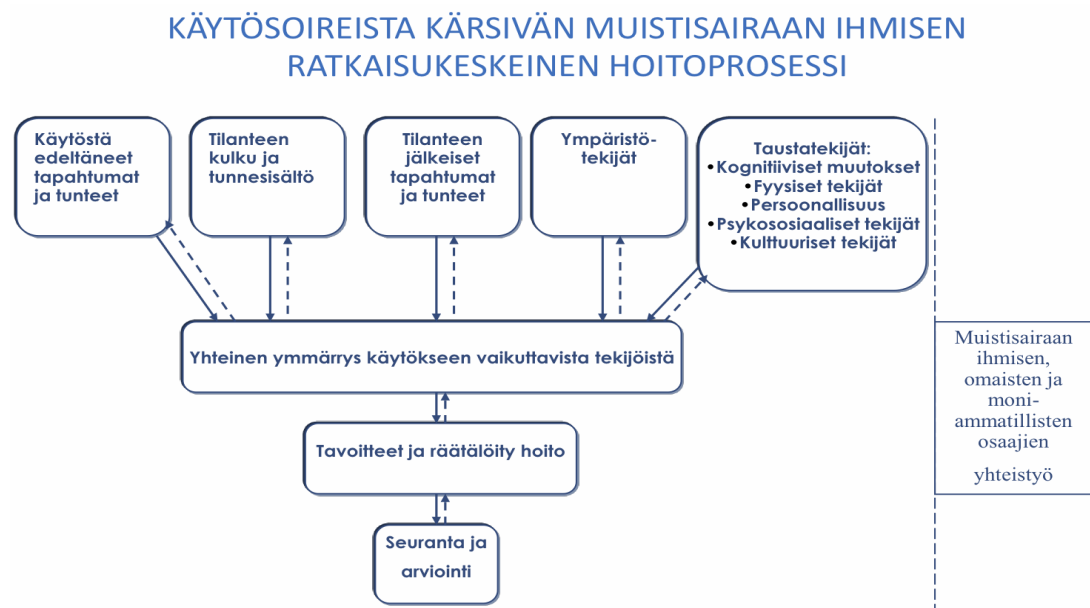 KÄYTÖSOIREISTA KÄRSIVÄN MUISTISAIRAAN IHMISEN
RATKAISUKESKEINEN HOITOPROSESSI
Käytöstä
edeltäneet
tapahtumat
ja tunteet
Tilanteen
kulku ja
tunnesisältö
Tilanteen
jälkeiset
tapahtumat
ja tunteet
Ympäristö-
tekijät
Taustatekijät:
•Kognitiiviset muutokset
•Fyysiset tekijät
•Persoonallisuus
•Psykososiaaliset tekijät
•Kulttuuriset tekijät
Yhteinen ymmärrys käytökseen vaikuttavista tekijöistä
Tavoitteet ja räätälöity hoito
Seuranta ja
arviointi
Muistisairaan
ihmisen,
omaisten ja
moni-
ammatillisten
osaajien
yhteistyö